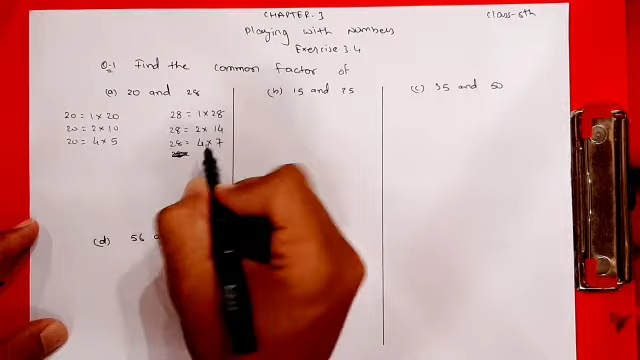 CHAPTER-3
Class-6th
Playing with Numbers
Exercise 3.4
Q.1 Find the common factor of
(a) 20 and 28
(b) 15 and 25
(c) 35 and 50
20 = 1 × 20
28 = 1 × 28
20 = 2 × 10
28 = 2 × 14
20 = 4 × 5
28 = 4 × 7
(d) 56